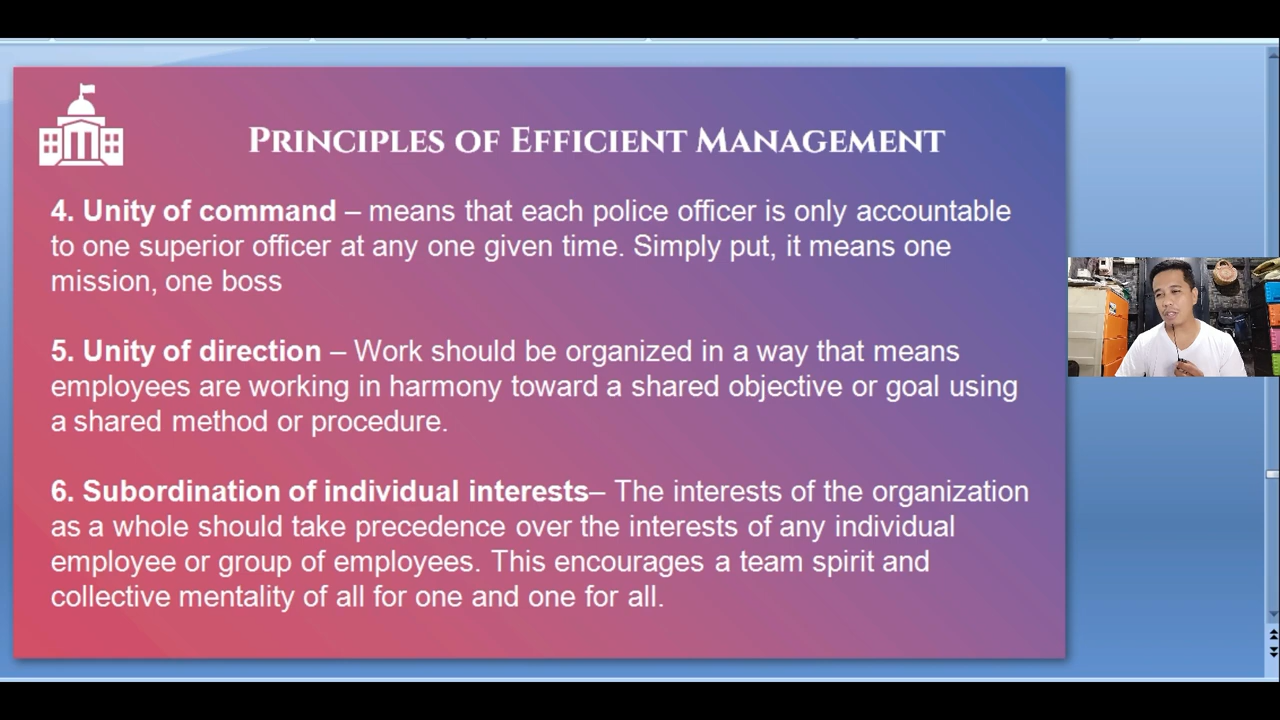 PRINCIPLES OF EFFICIENT MANAGEMENT
4. Unity of command – means that each police officer is only accountable
to one superior officer at any one given time. Simply put, it means one
mission, one boss
5. Unity of direction – Work should be organized in a way that means
employees are working in harmony toward a shared objective or goal using
a shared method or procedure.
6. Subordination of individual interests– The interests of the organization
as a whole should take precedence over the interests of any individual
employee or group of employees. This encourages a team spirit and
collective mentality of all for one and one for all.